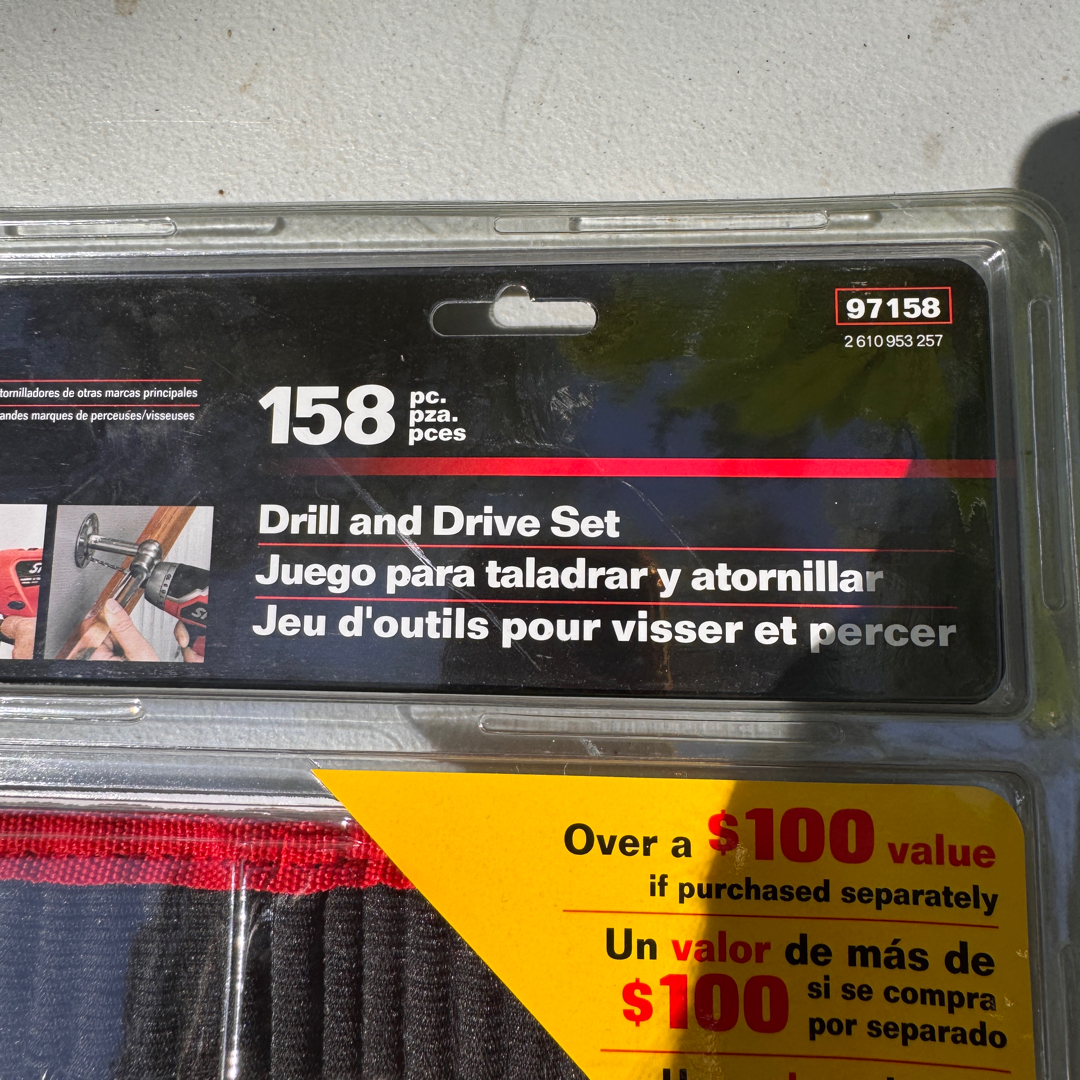 97158
2 610 953 257
tornilladores de otras marcas principales
andes marques de perceuses/visseuses
158 pc.
pza.
pces
Drill and Drive Set
Juego para taladrar y atornillar
Jeu d'outils pour visser et percer
Over a $100 value
if purchased separately
Un valor de más de
$100 si se compra
por separado